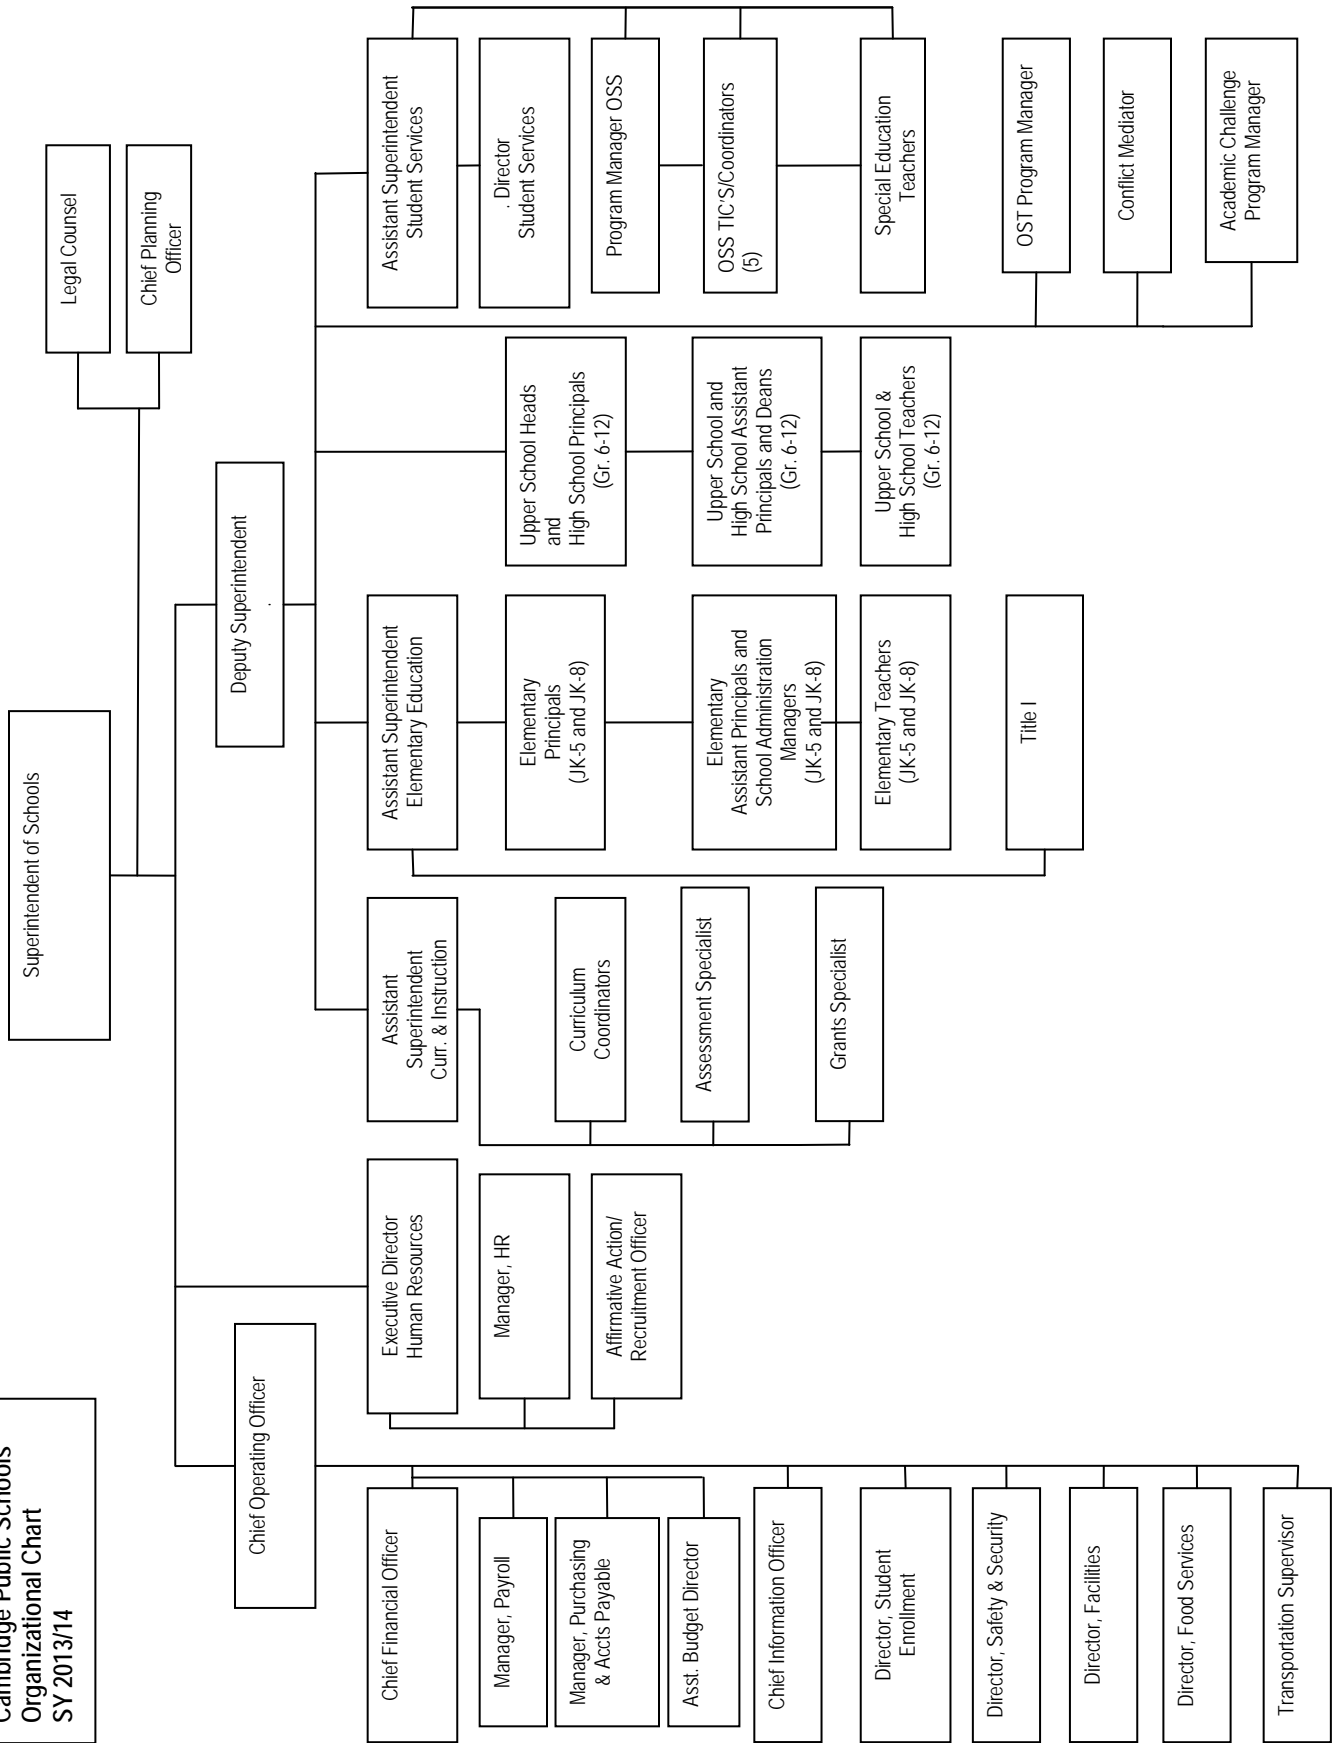 Cambridge Public Schools
Organizational Chart
SY 2013/14
Superintendent of Schools
Legal Counsel
Chief Planning
Officer
Chief Operating Officer
Deputy Superintendent
.
Chief Financial Officer
Manager, Payroll
Manager, Purchasing
& Accts Payable
Asst. Budget Director
Chief Information Officer
Director, Student
Enrollment
Director, Safety & Security
Director, Facilities
Director, Food Services
Transportation Supervisor
Executive Director
Human Resources
Manager, HR
Affirmative Action/
Recruitment Officer
Assistant
Superintendent
Curr. & Instruction
Curriculum
Coordinators
Assessment Specialist
Grants Specialist
Assistant Superintendent
Elementary Education
Elementary
Principals
(JK-5 and JK-8)
Elementary
Assistant Principals and
School Administration
Managers
(JK-5 and JK-8)
Elementary Teachers
(JK-5 and JK-8)
Title I
Upper School Heads
and
High School Principals
(Gr. 6-12)
Upper School and
High School Assistant
Principals and Deans
(Gr. 6-12)
Upper School &
High School Teachers
(Gr. 6-12)
Assistant Superintendent
Student Services
. Director
Student Services
Program Manager OSS
OSS TIC'S/Coordinators
(5)
Special Education
Teachers
OST Program Manager
Conflict Mediator
Academic Challenge
Program Manager